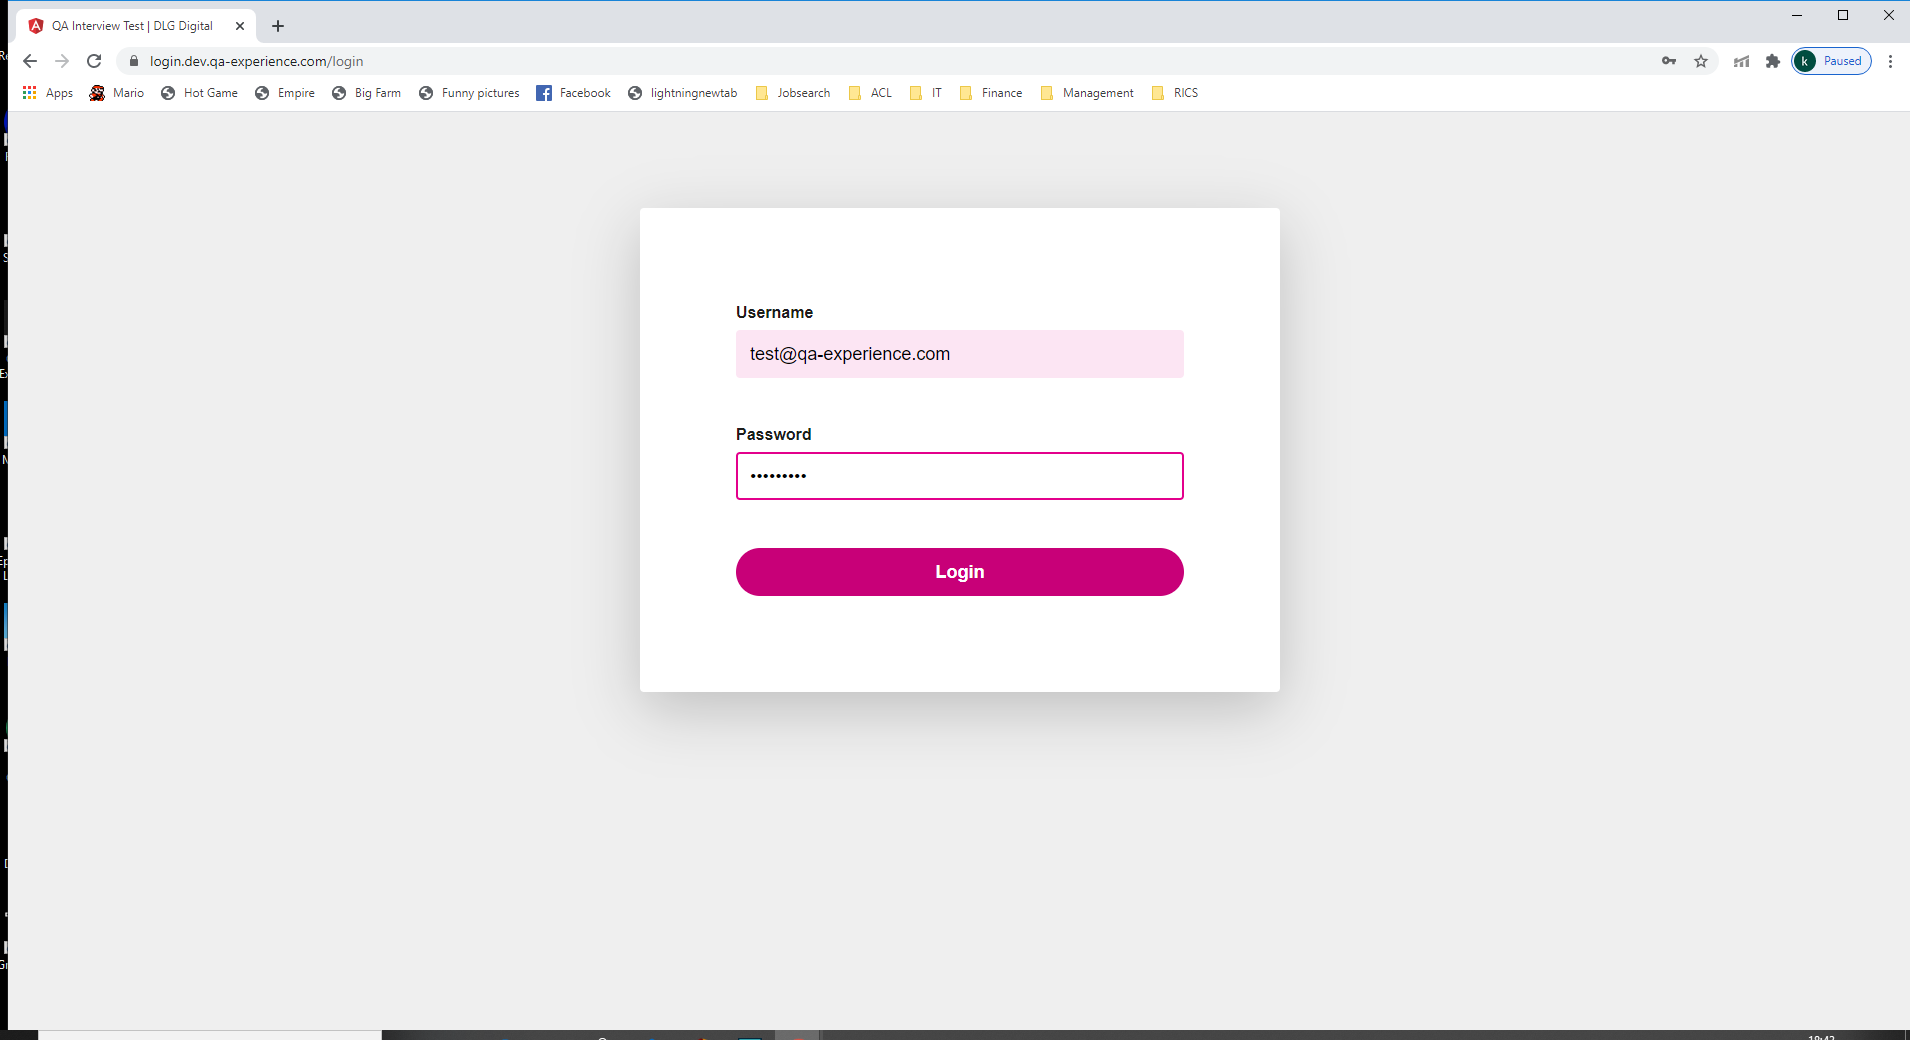 QA Interview Test | DLG Digital
login.dev.qa-experience.com/login
k Paused
Apps Mario Hot Game Empire Big Farm Funny pictures Facebook lightningnewtab Jobsearch ACL IT Finance Management RICS
Username
test@qa-experience.com
Password
•••••••••
Login